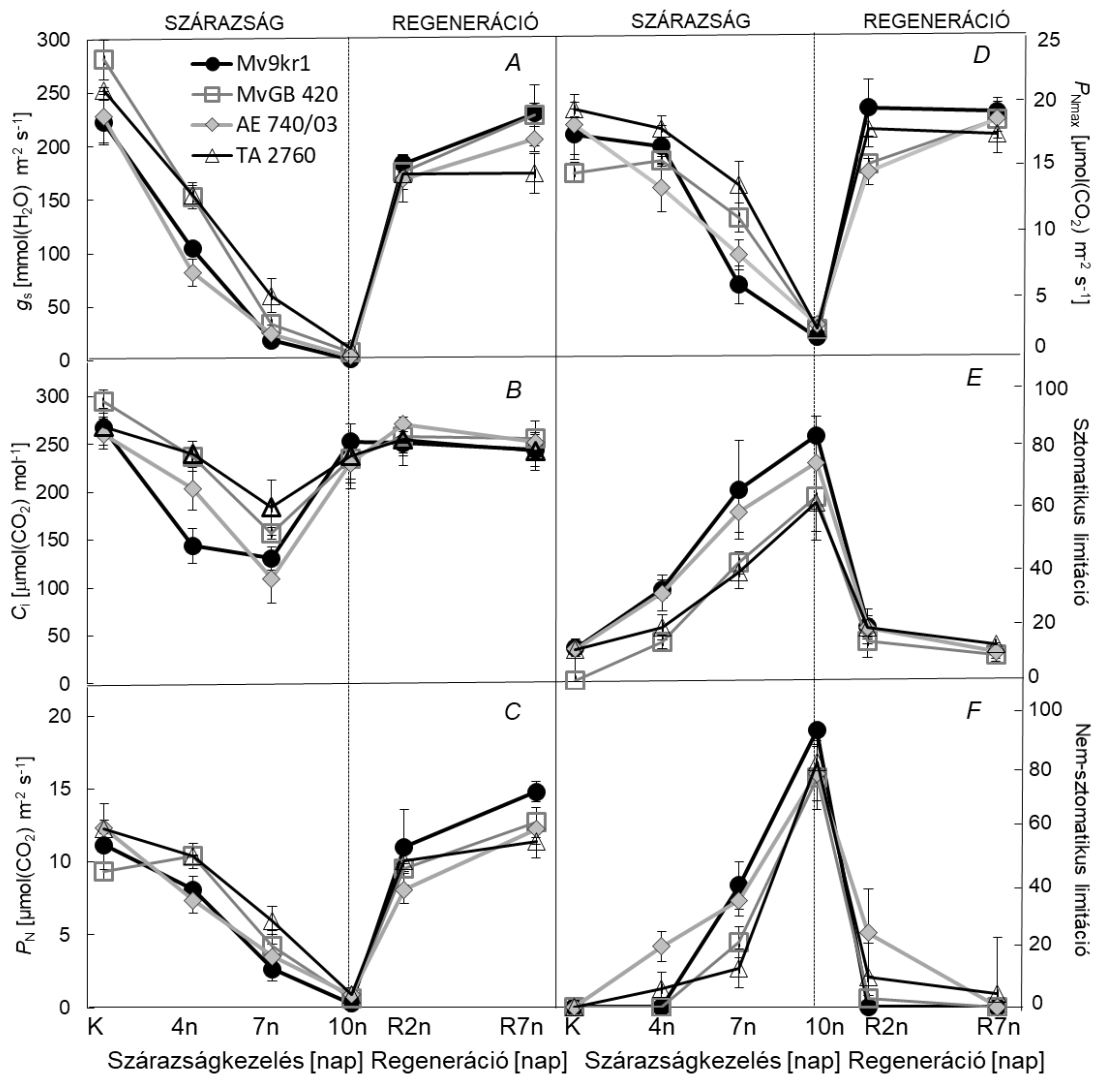 SZÁRAZSÁG
REGENERÁCIÓ
SZÁRAZSÁG
REGENERÁCIÓ
A
Mv9kr1
MvGB 420
AE 740/03
TA 2760
300
250
200
150
100
50
0
gs [mmol(H2O) m-2 s-1]
D
25
20
15
10
5
0
PNmax [µmol(CO2) m-2 s-1]
B
300
250
200
150
100
50
0
Ci [µmol(CO2) mol-1]
E
100
80
60
40
20
0
Sztomatikus limitáció
C
20
15
10
5
0
PN [µmol(CO2) m-2 s-1]
F
100
80
60
40
20
0
Nem-sztomatikus limitáció
K 4n 7n 10n R2n R7n
K 4n 7n 10n R2n R7n
Szárazságkezelés [nap] Regeneráció [nap]
Szárazságkezelés [nap] Regeneráció [nap]